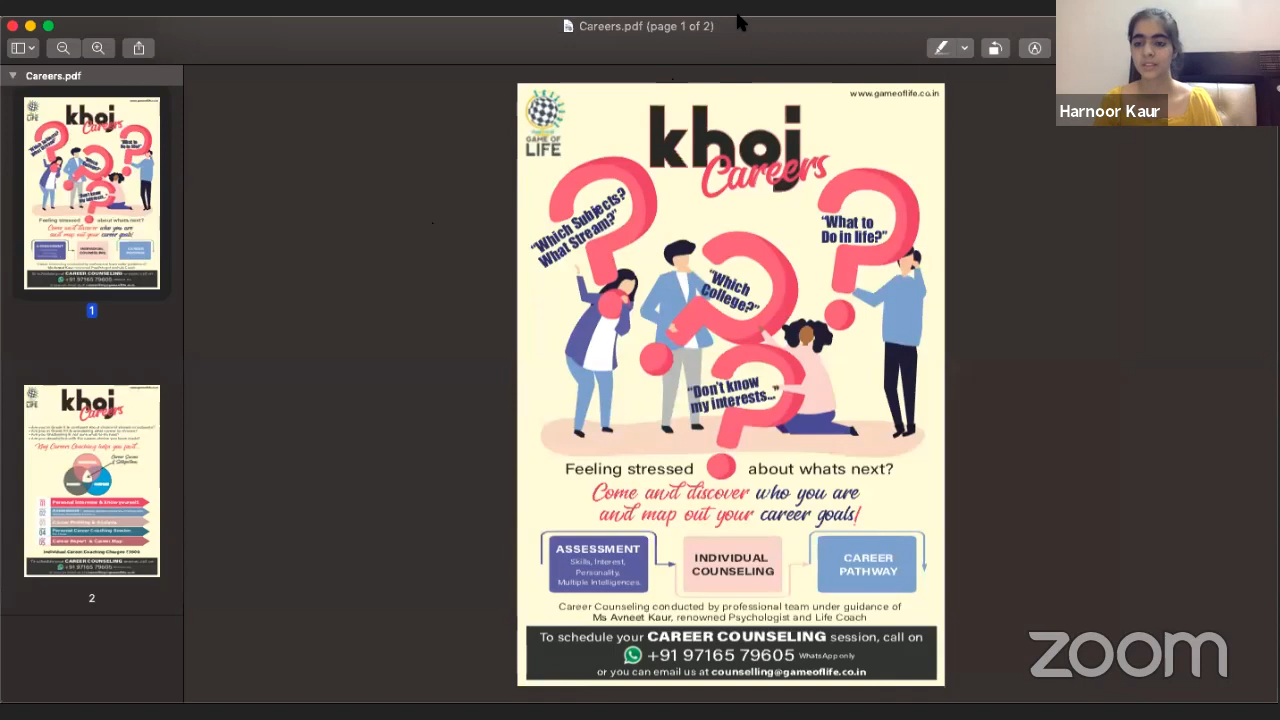 Careers.pdf (page 1 of 2)
Careers.pdf
Harnoor Kaur
1
2
www.gameoflife.co.in
GAME OF
LIFE
khoj
Careers
"Which Subjects?
What Stream?"
"What to
Do in life?"
"Which
College?"
"Don't know
my interests..."
Feeling stressed about whats next?
Come and discover who you are
and map out your career goals!
ASSESSMENT
Skills, Interest,
Personality,
Multiple Intelligences.
INDIVIDUAL
COUNSELING
CAREER
PATHWAY
Career Counseling conducted by professional team under guidance of
Ms Avneet Kaur, renowned Psychologist and Life Coach
To schedule your CAREER COUNSELING session, call on
+91 97165 79605 WhatsApp only
or you can email us at counselling@gameoflife.co.in
zoom